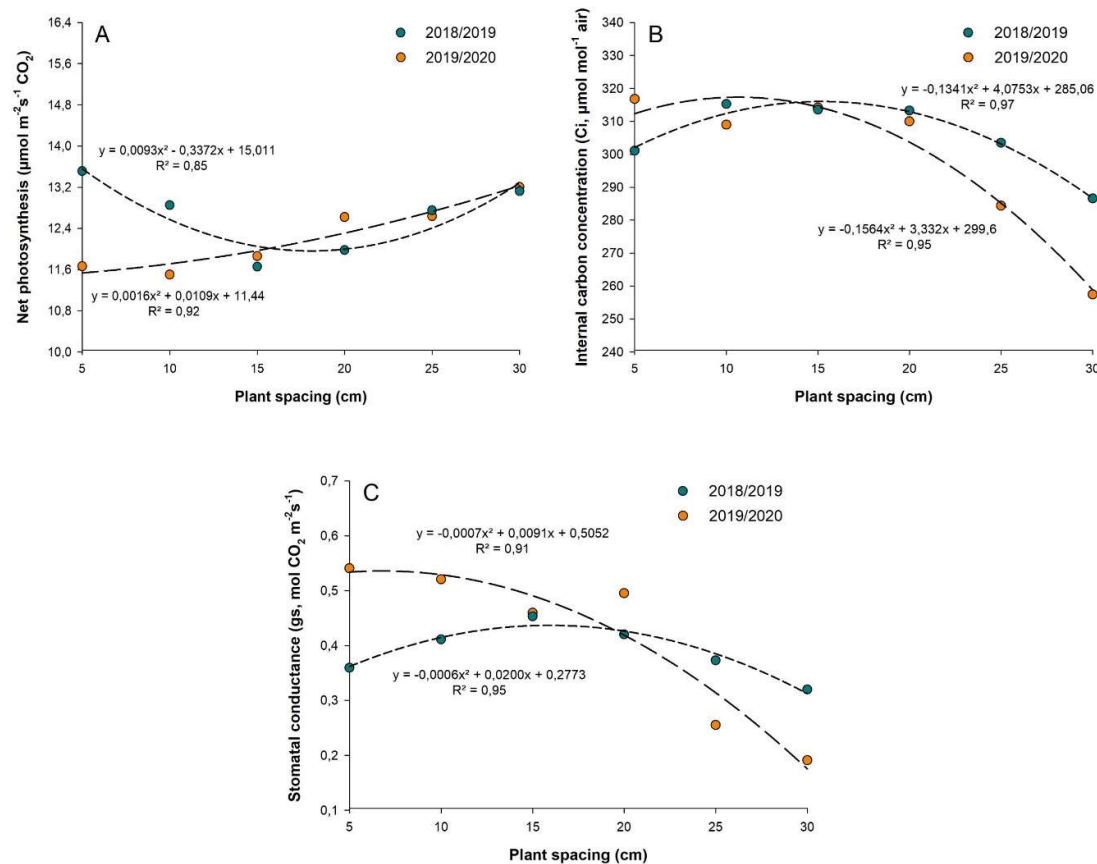 A
2018/2019
2019/2020
Net photosynthesis (µmol m⁻²s⁻¹ CO₂)
16,4
15,6
14,8
14,0
13,2
12,4
11,6
10,8
10,0
y = 0,0093x² - 0,3372x + 15,011
R² = 0,85
y = 0,0016x² + 0,0109x + 11,44
R² = 0,92
5 10 15 20 25 30
Plant spacing (cm)
B
2018/2019
2019/2020
Internal carbon concentration (Ci, µmol mol⁻¹ air)
340
330
320
310
300
290
280
270
260
250
240
y = -0,1341x² + 4,0753x + 285,06
R² = 0,97
y = -0,1564x² + 3,332x + 299,6
R² = 0,95
5 10 15 20 25 30
Plant spacing (cm)
C
2018/2019
2019/2020
Stomatal conductance (gs, mol CO₂ m⁻²s⁻¹)
0,7
0,6
0,5
0,4
0,3
0,2
0,1
y = -0,0007x² + 0,0091x + 0,5052
R² = 0,91
y = -0,0006x² + 0,0200x + 0,2773
R² = 0,95
5 10 15 20 25 30
Plant spacing (cm)